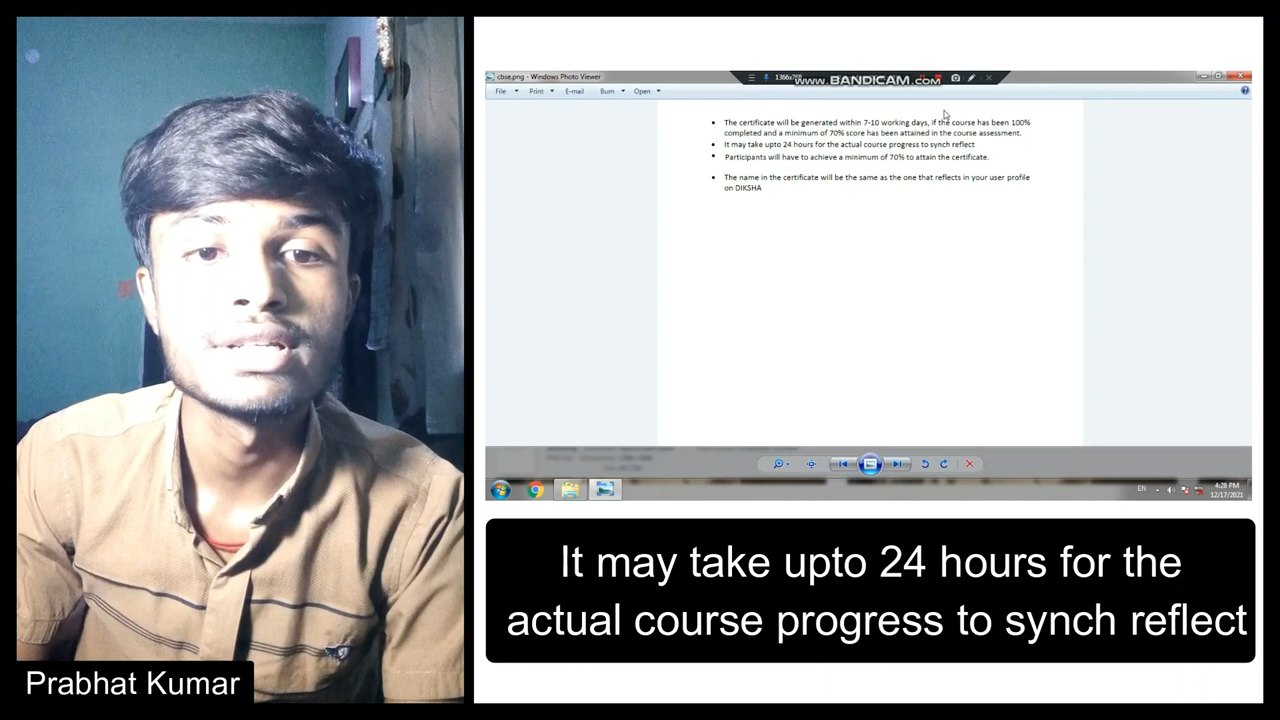 cbse.png - Windows Photo Viewer
WWW.BANDICAM.COM
File Print E-mail Burn Open
The certificate will be generated within 7-10 working days, if the course has been 100%
completed and a minimum of 70% score has been attained in the course assessment.
It may take upto 24 hours for the actual course progress to synch reflect
Participants will have to achieve a minimum of 70% to attain the certificate.
The name in the certificate will be the same as the one that reflects in your user profile
on DIKSHA
EN
4:28 PM
12/17/2021
It may take upto 24 hours for the
actual course progress to synch reflect
Prabhat Kumar